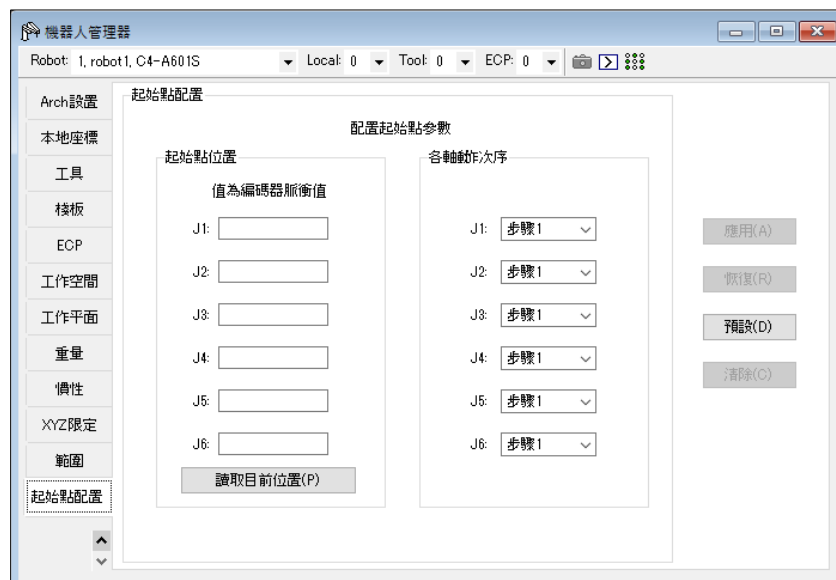 機器人管理器
Robot: 1, robot1, C4-A601S Local: 0 Tool: 0 ECP: 0
Arch設置
本地座標
工具
棧板
ECP
工作空間
工作平面
重量
慣性
XYZ限定
範圍
起始點配置
起始點配置
配置起始點參數
起始點位置
值為編碼器脈衝值
J1:
J2:
J3:
J4:
J5:
J6:
讀取目前位置(P)
各軸動作次序
J1: 步驟1
J2: 步驟1
J3: 步驟1
J4: 步驟1
J5: 步驟1
J6: 步驟1
應用(A)
恢復(R)
預設(D)
清除(C)